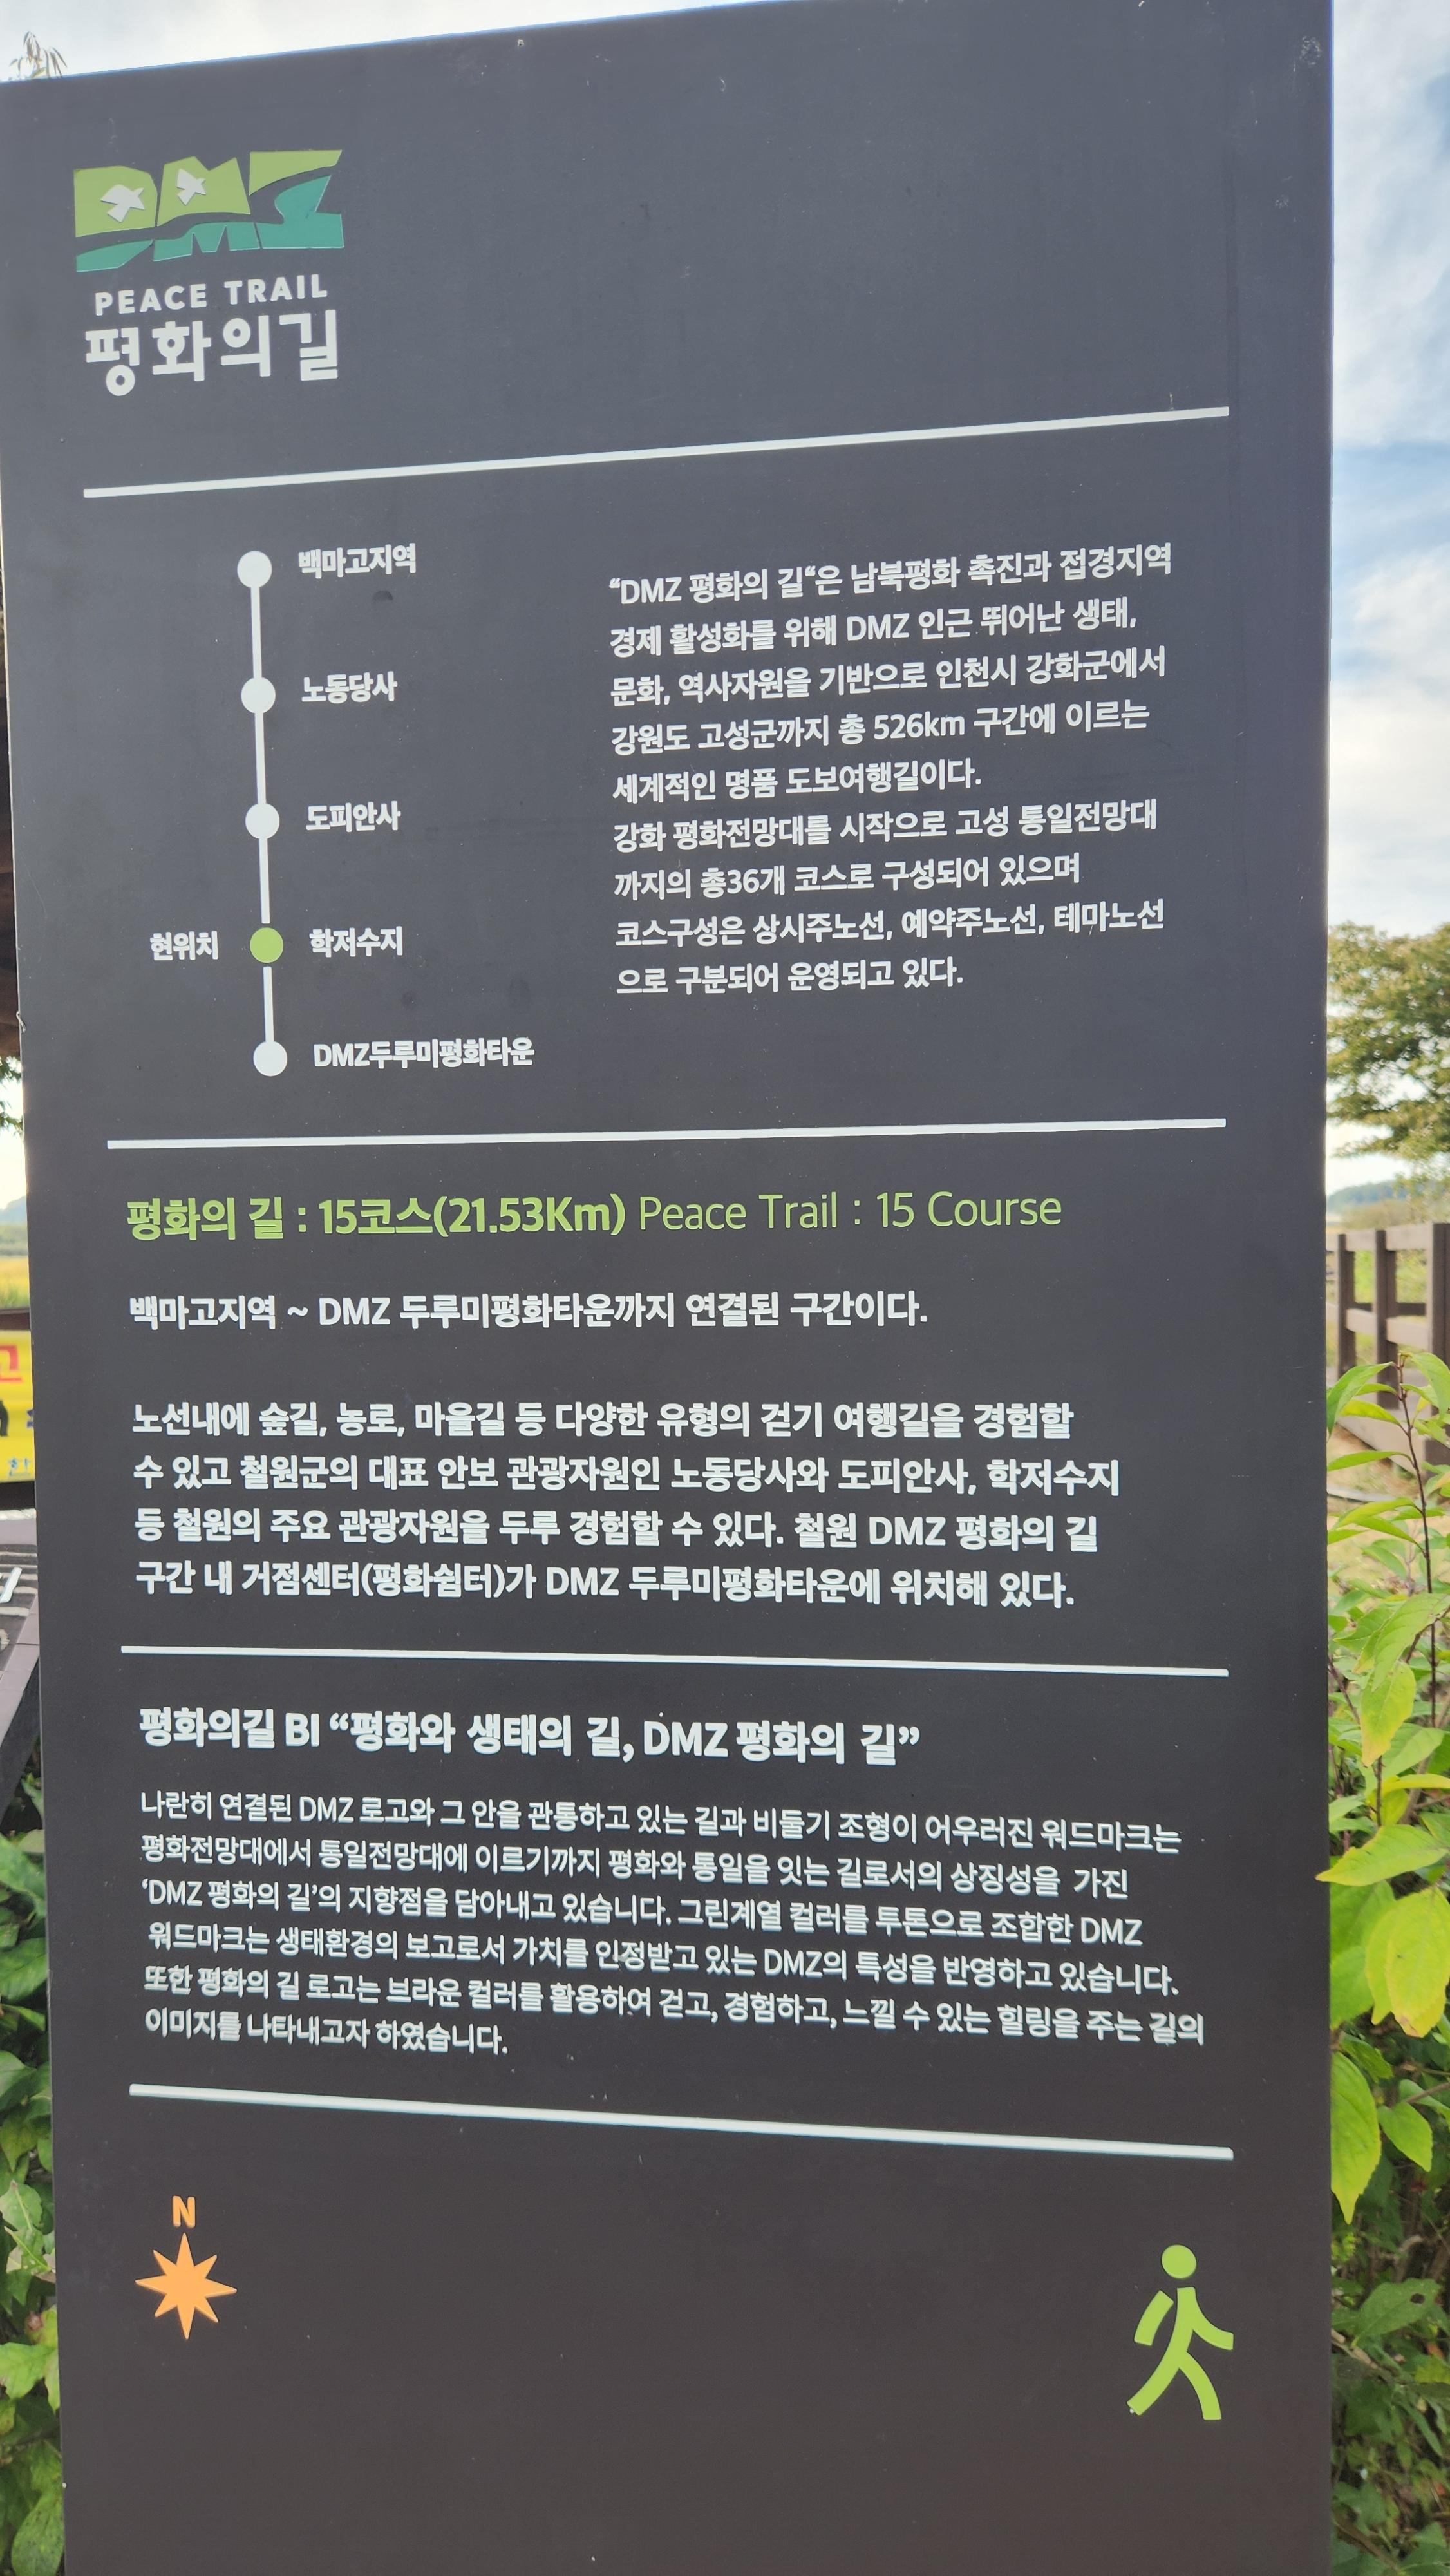 DMZ
PEACE TRAIL
평화의길
백마고지역
노동당사
도피안사
현위치 학저수지
DMZ두루미평화타운
“DMZ 평화의 길“은 남북평화 촉진과 접경지역
경제 활성화를 위해 DMZ 인근 뛰어난 생태,
문화, 역사자원을 기반으로 인천시 강화군에서
강원도 고성군까지 총 526km 구간에 이르는
세계적인 명품 도보여행길이다.
강화 평화전망대를 시작으로 고성 통일전망대
까지의 총36개 코스로 구성되어 있으며
코스구성은 상시주노선, 예약주노선, 테마노선
으로 구분되어 운영되고 있다.
평화의 길 : 15코스(21.53Km) Peace Trail : 15 Course
백마고지역 ~ DMZ 두루미평화타운까지 연결된 구간이다.
노선내에 숲길, 농로, 마을길 등 다양한 유형의 걷기 여행길을 경험할
수 있고 철원군의 대표 안보 관광자원인 노동당사와 도피안사, 학저수지
등 철원의 주요 관광자원을 두루 경험할 수 있다. 철원 DMZ 평화의 길
구간 내 거점센터(평화쉼터)가 DMZ 두루미평화타운에 위치해 있다.
평화의길 BI “평화와 생태의 길, DMZ 평화의 길”
나란히 연결된 DMZ 로고와 그 안을 관통하고 있는 길과 비둘기 조형이 어우러진 워드마크는
평화전망대에서 통일전망대에 이르기까지 평화와 통일을 잇는 길로서의 상징성을 가진
‘DMZ 평화의 길’의 지향점을 담아내고 있습니다. 그린계열 컬러를 투톤으로 조합한 DMZ
워드마크는 생태환경의 보고로서 가치를 인정받고 있는 DMZ의 특성을 반영하고 있습니다.
또한 평화의 길 로고는 브라운 컬러를 활용하여 걷고, 경험하고, 느낄 수 있는 힐링을 주는 길의
이미지를 나타내고자 하였습니다.
N